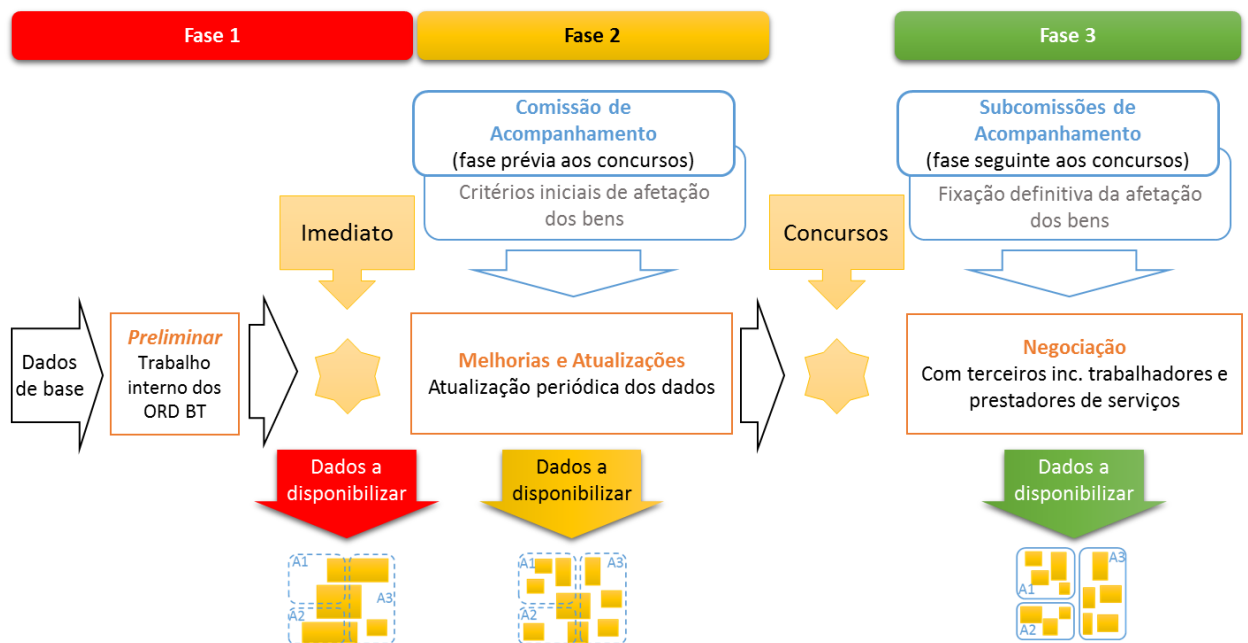 Fase 1
Fase 2
Fase 3
Comissão de
Acompanhamento
(fase prévia aos concursos)
Critérios iniciais de afetação
dos bens
Subcomissões de
Acompanhamento
(fase seguinte aos concursos)
Fixação definitiva da afetação
dos bens
Imediato
Concursos
Dados
de base
Preliminar
Trabalho
interno dos
ORD BT
Melhorias e Atualizações
Atualização periódica dos dados
Negociação
Com terceiros inc. trabalhadores e
prestadores de serviços
Dados a
disponibilizar
Dados a
disponibilizar
Dados a
disponibilizar
A1
A2
A3
A1
A2
A3
A1
A2
A3